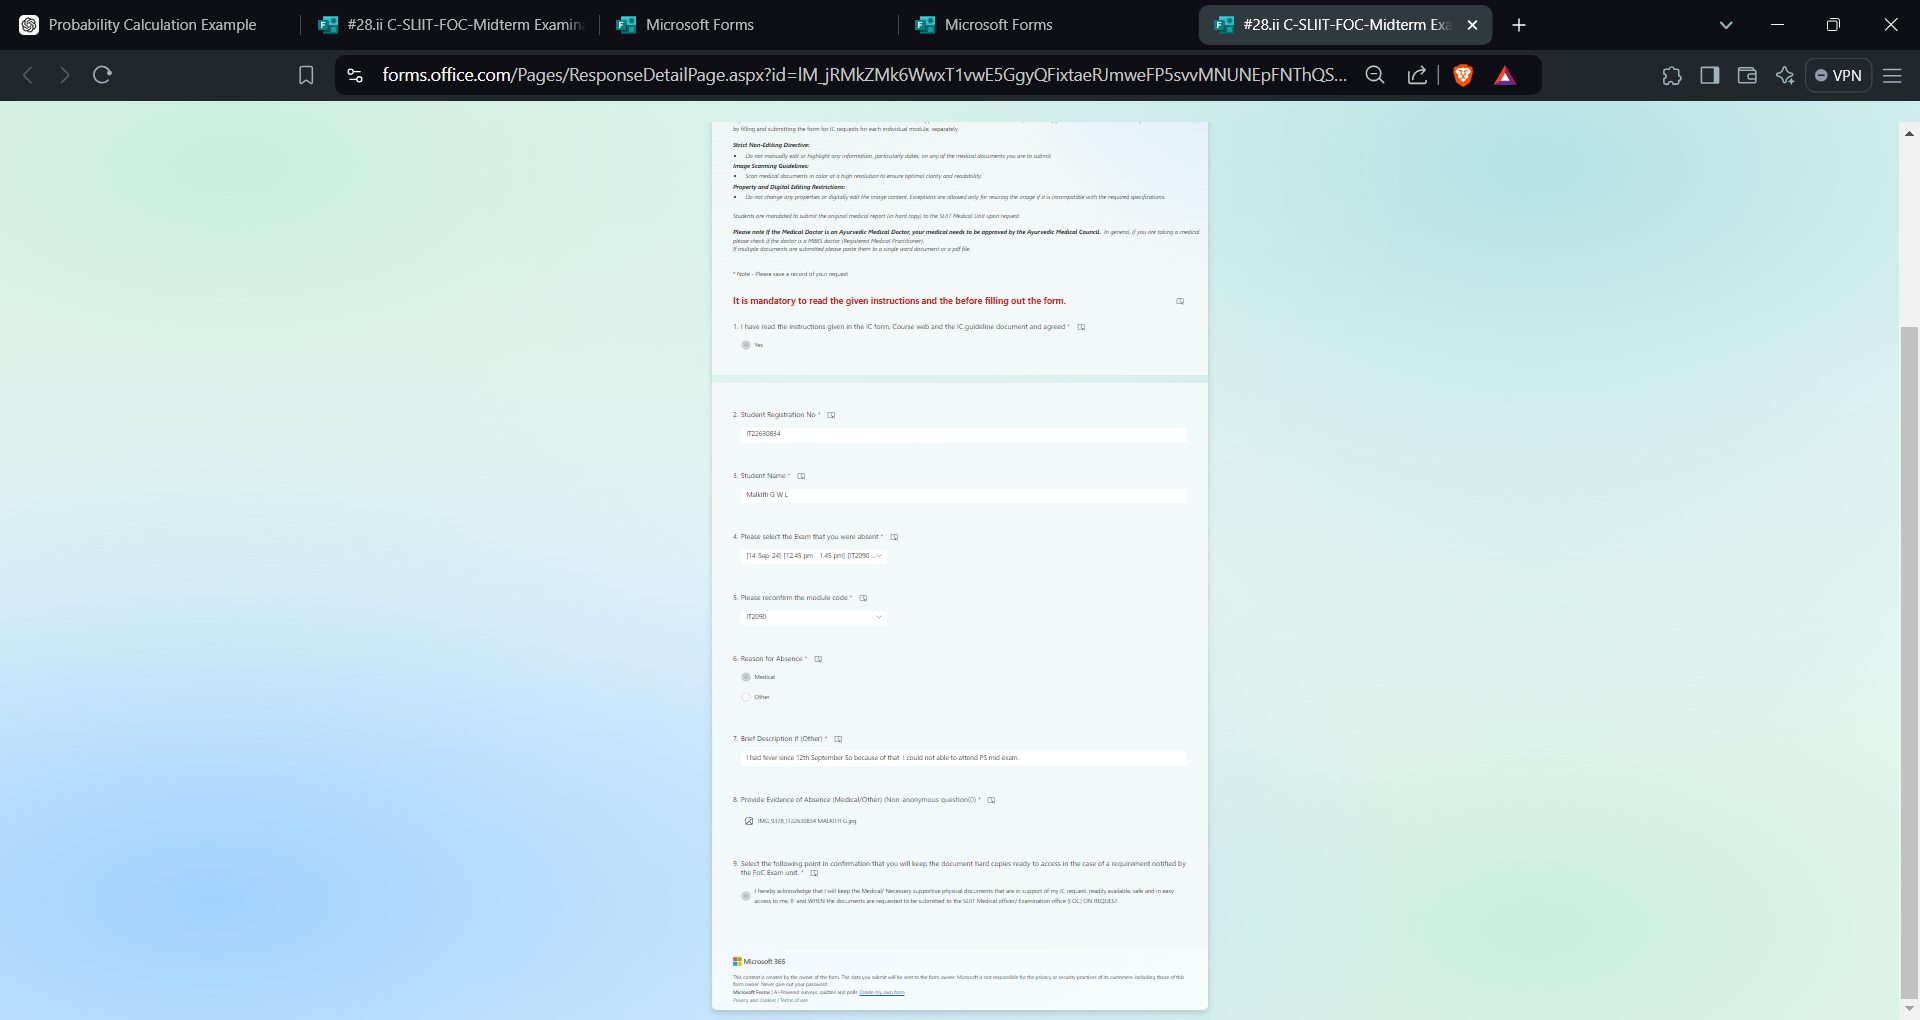 Probability Calculation Example
#28.ii C-SLIIT-FOC-Midterm Examin
Microsoft Forms
Microsoft Forms
#28.ii C-SLIIT-FOC-Midterm Exa
forms.office.com/Pages/ResponseDetailPage.aspx?id=lM_jRMkZMk6WwxT1vwE5GgyQFixtaeRJmweFP5svvMNUNEpFNThQS...
VPN
by filling and submitting the form for IC requests for each individual module, separately.
Strict Non-Editing Directive:
• Do not manually edit or highlight any information, particularly dates, on any of the medical documents you are to submit.
Image Scanning Guidelines:
• Scan medical documents in color at a high resolution to ensure optimal clarity and readability.
Property and Digital Editing Restrictions:
• Do not change any properties or digitally edit the image content. Exceptions are allowed only for resizing the image if it is incompatible with the required specifications.
Students are mandated to submit the original medical report (in hard copy) to the SLIIT Medical Unit upon request.
Please note if the Medical Doctor is an Ayurvedic Medical Doctor, your medical needs to be approved by the Ayurvedic Medical Council. In general, if you are taking a medical
please check if the doctor is a MBBS doctor (Registered Medical Practitioner).
If multiple documents are submitted please paste them to a single word document or a pdf file.
* Note - Please save a record of your request
It is mandatory to read the given instructions and the before filling out the form.
1. I have read the instructions given in the IC form, Course web and the IC guideline document and agreed *
Yes
2. Student Registration No *
IT22630834
3. Student Name *
Malkith G W L
4. Please select the Exam that you were absent *
[14-Sep-24] [12.45 pm - 1.45 pm] [IT2090 ...
5. Please reconfirm the module code *
IT2090
6. Reason for Absence *
Medical
Other
7. Brief Description if (Other) *
I had fever since 12th September So because of that I could not able to attend PS mid exam.
8. Provide Evidence of Absence (Medical/Other) (Non-anonymous question) *
IMG_9378_IT22630834 MALKITH G.jpg
9. Select the following point in confirmation that you will keep the document hard copies ready to access in the case of a requirement notified by
the FoC Exam unit. *
I hereby acknowledge that I will keep the Medical/ Necessary supportive physical documents that are in support of my IC request, readily available, safe and in easy
access to me, IF and WHEN the documents are requested to be submitted to the SLIIT Medical officer/ Examination office (FOC) ON REQUEST.
Microsoft 365
This content is created by the owner of the form. The data you submit will be sent to the form owner. Microsoft is not responsible for the privacy or security practices of its customers, including those of this
form owner. Never give out your password.
Microsoft Forms | AI-Powered surveys, quizzes and polls Create my own form
Privacy and cookies | Terms of use